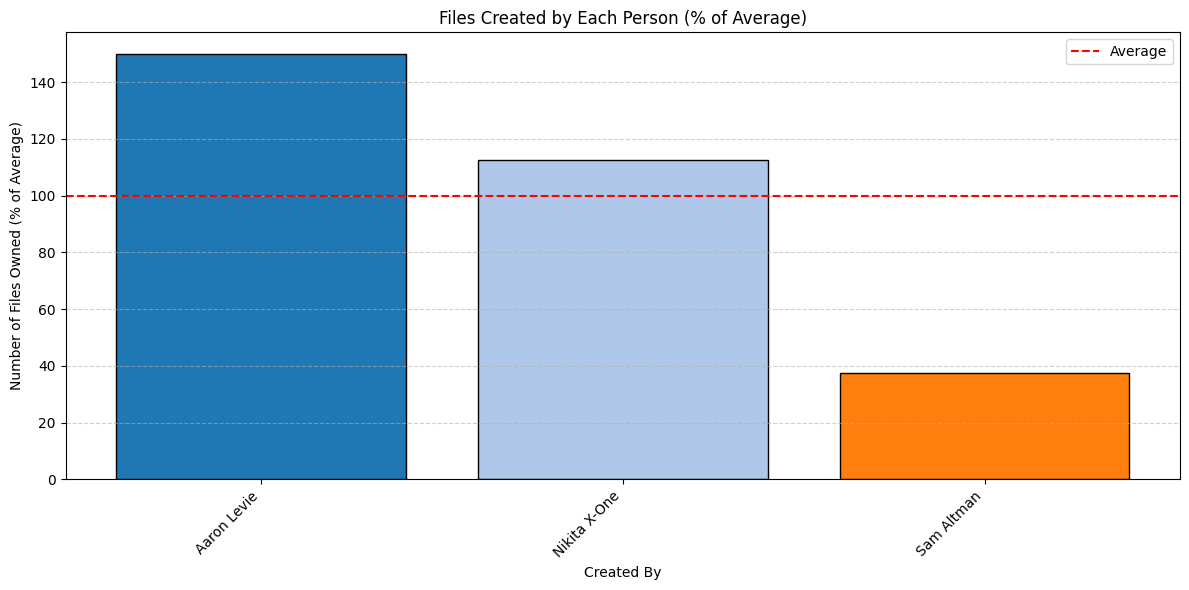 Files Created by Each Person (% of Average)
Average
Number of Files Owned (% of Average)
140
120
100
80
60
40
20
0
Aaron Levie
Nikita X-One
Sam Altman
Created By